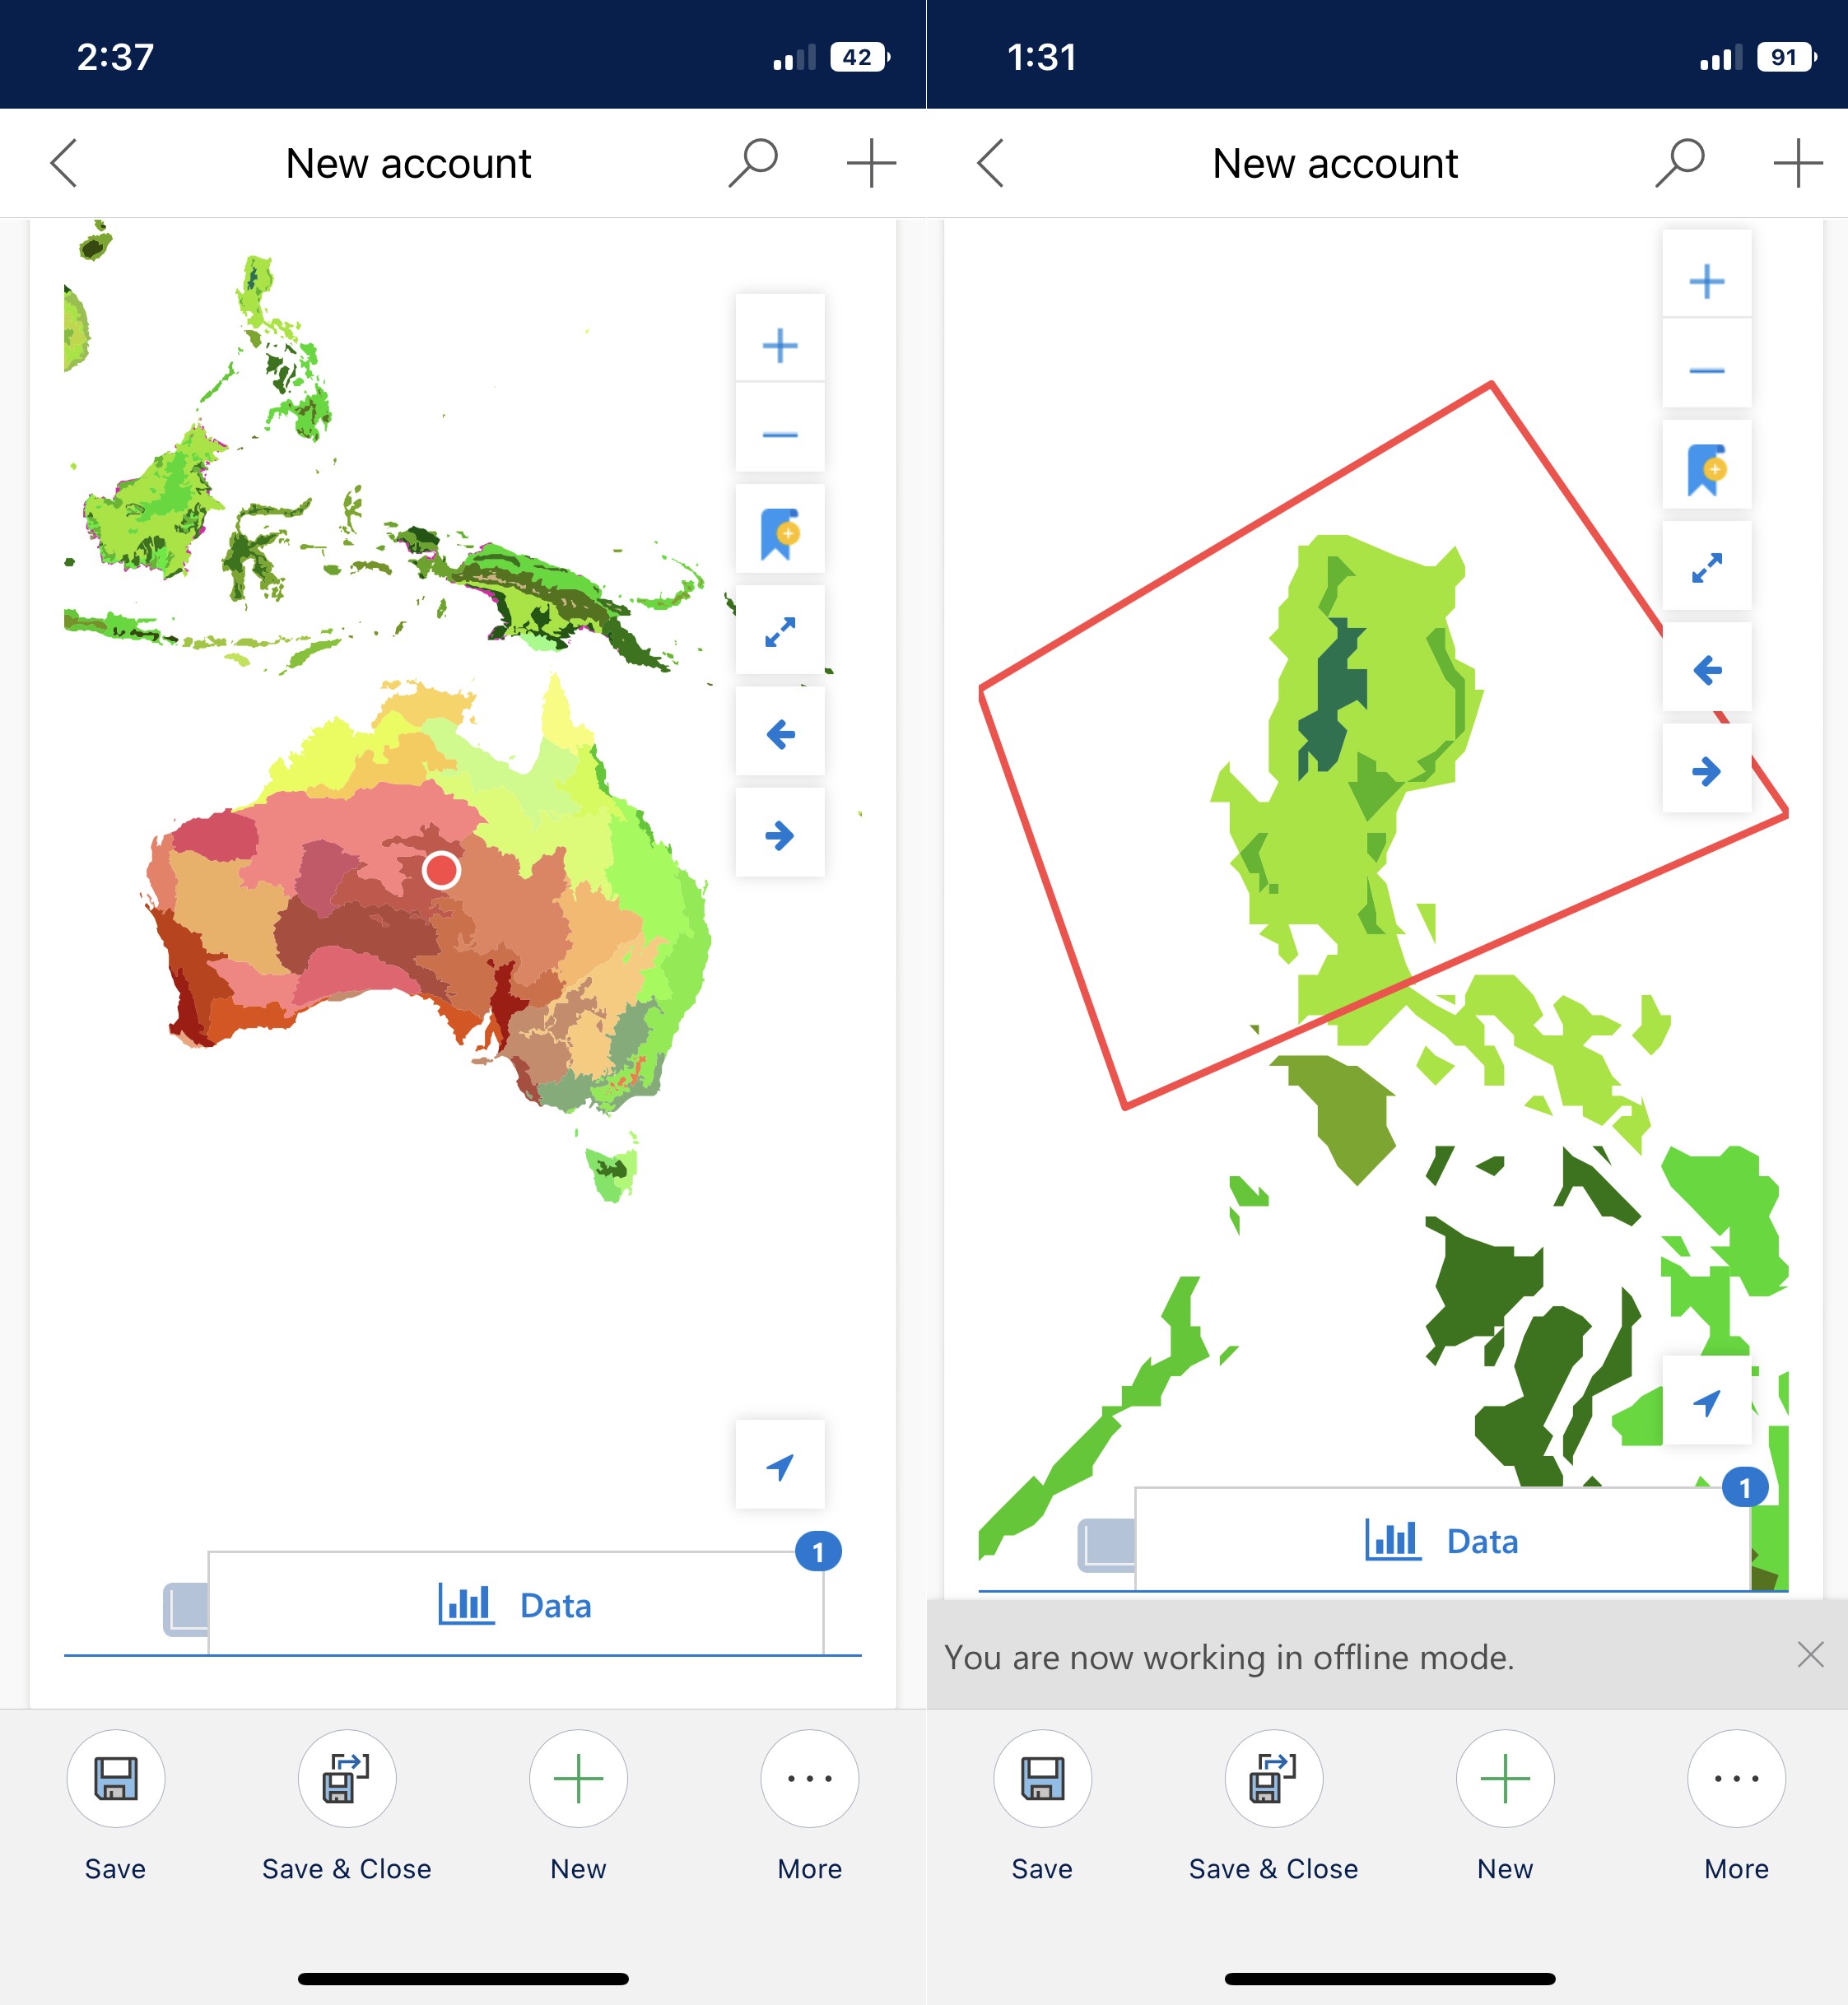 2:37
42
New account
1
Data
Save
Save & Close
New
More
1:31
91
New account
1
Data
You are now working in offline mode.
Save
Save & Close
New
More